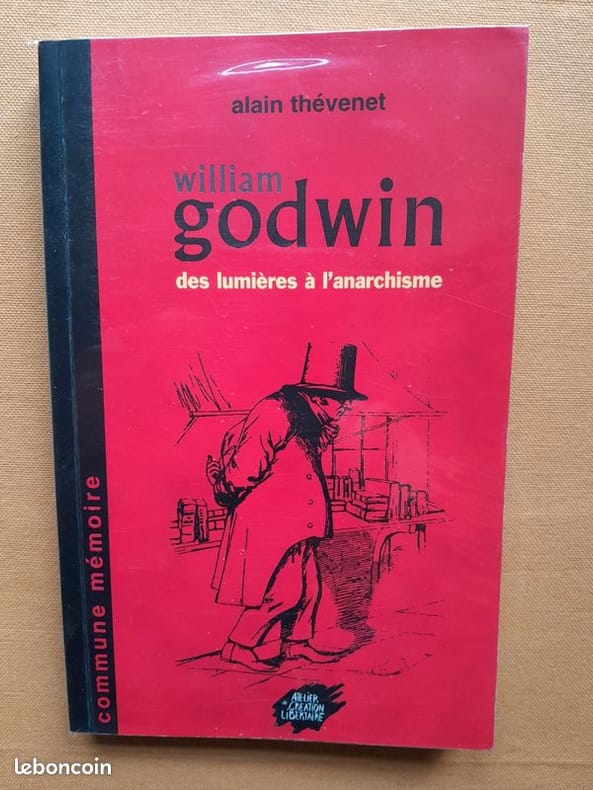 alain thévenet
william
godwin
des lumières à l'anarchisme
commune mémoire
ATELIER
de CRÉATION
LIBERTAIRE
leboncoin